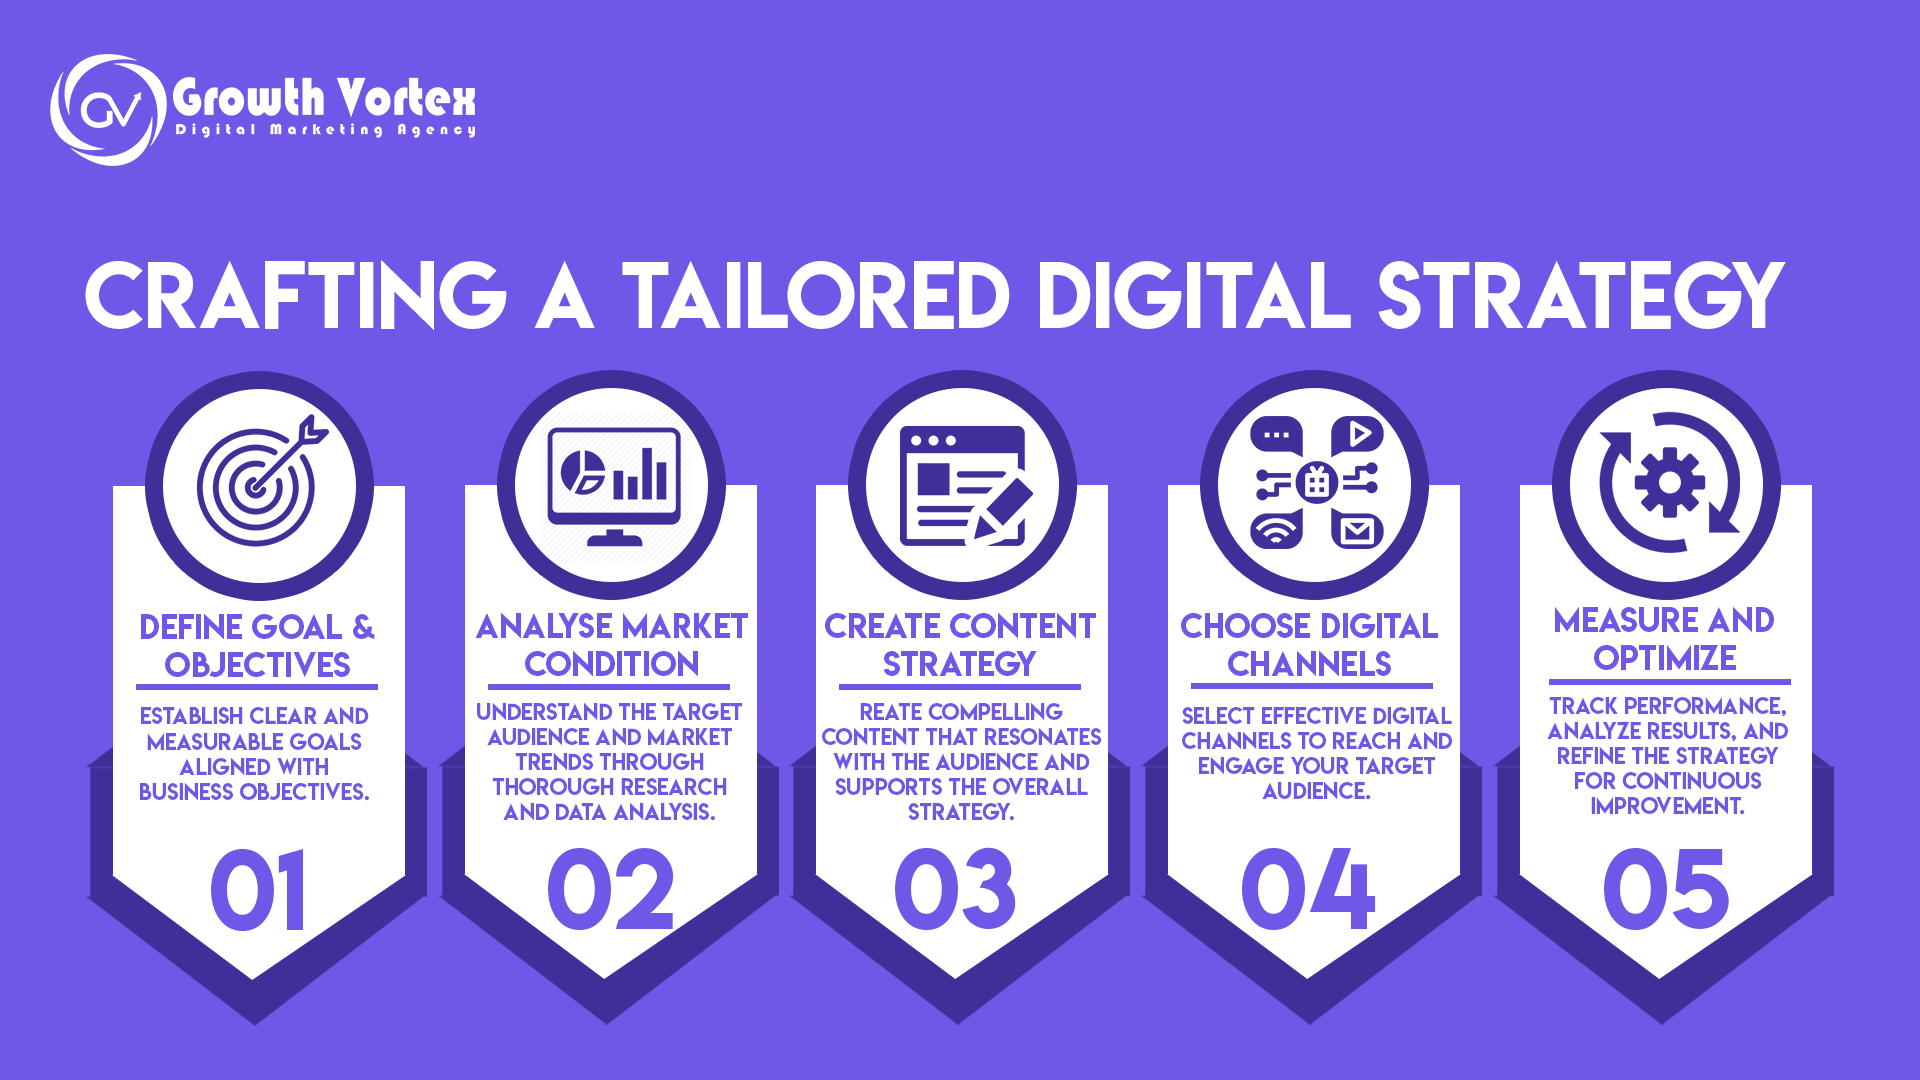 GV
Growth Vortex
Digital Marketing Agency
CRAFTING A TAILORED DIGITAL STRATEGY
DEFINE GOAL &
OBJECTIVES
ESTABLISH CLEAR AND
MEASURABLE GOALS
ALIGNED WITH
BUSINESS OBJECTIVES.
01
ANALYSE MARKET
CONDITION
UNDERSTAND THE TARGET
AUDIENCE AND MARKET
TRENDS THROUGH
THOROUGH RESEARCH
AND DATA ANALYSIS.
02
CREATE CONTENT
STRATEGY
REATE COMPELLING
CONTENT THAT RESONATES
WITH THE AUDIENCE AND
SUPPORTS THE OVERALL
STRATEGY.
03
CHOOSE DIGITAL
CHANNELS
SELECT EFFECTIVE DIGITAL
CHANNELS TO REACH AND
ENGAGE YOUR TARGET
AUDIENCE.
04
MEASURE AND
OPTIMIZE
TRACK PERFORMANCE,
ANALYZE RESULTS, AND
REFINE THE STRATEGY
FOR CONTINUOUS
IMPROVEMENT.
05